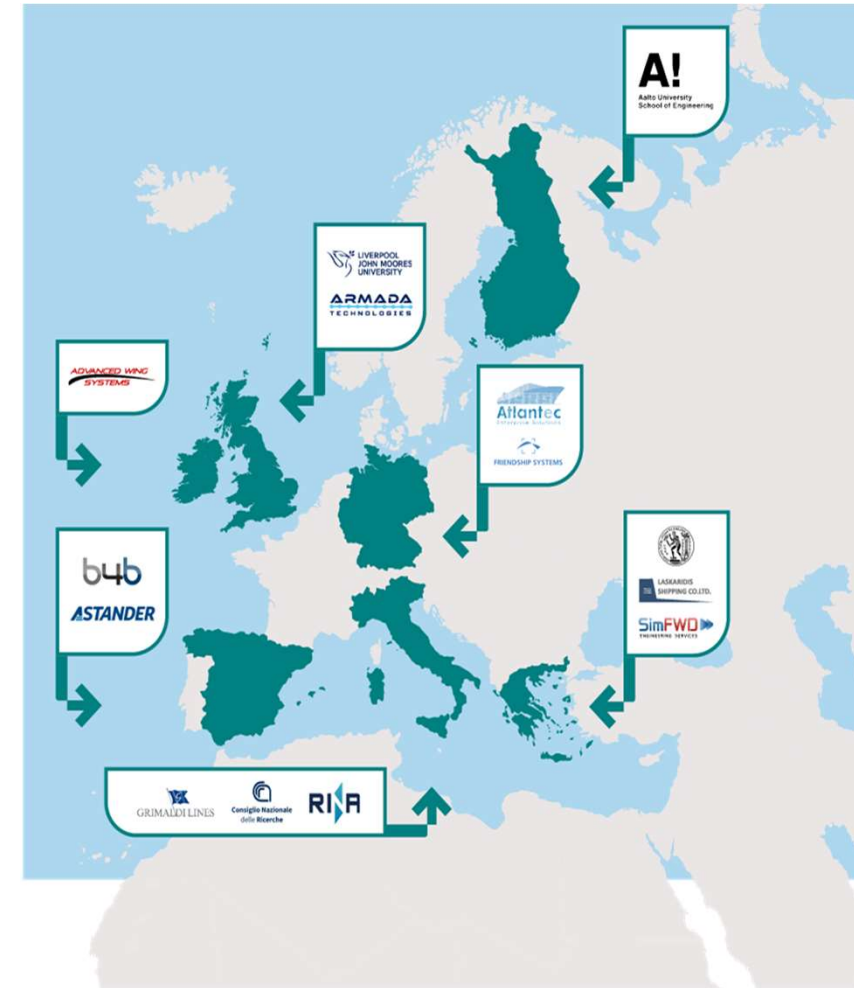 A!
Aalto University
School of Engineering
LIVERPOOL
JOHN MOORES
UNIVERSITY
ARMADA
TECHNOLOGIES
ADVANCED WING
SYSTEMS
Atlantec
Enterprise Solutions
FRIENDSHIP SYSTEMS
b4b
ASTANDER
LASKARIDIS
SHIPPING CO.LTD.
SimFWD
ENGINEERING SERVICES
GRIMALDI LINES
Consiglio Nazionale
delle Ricerche
RINA